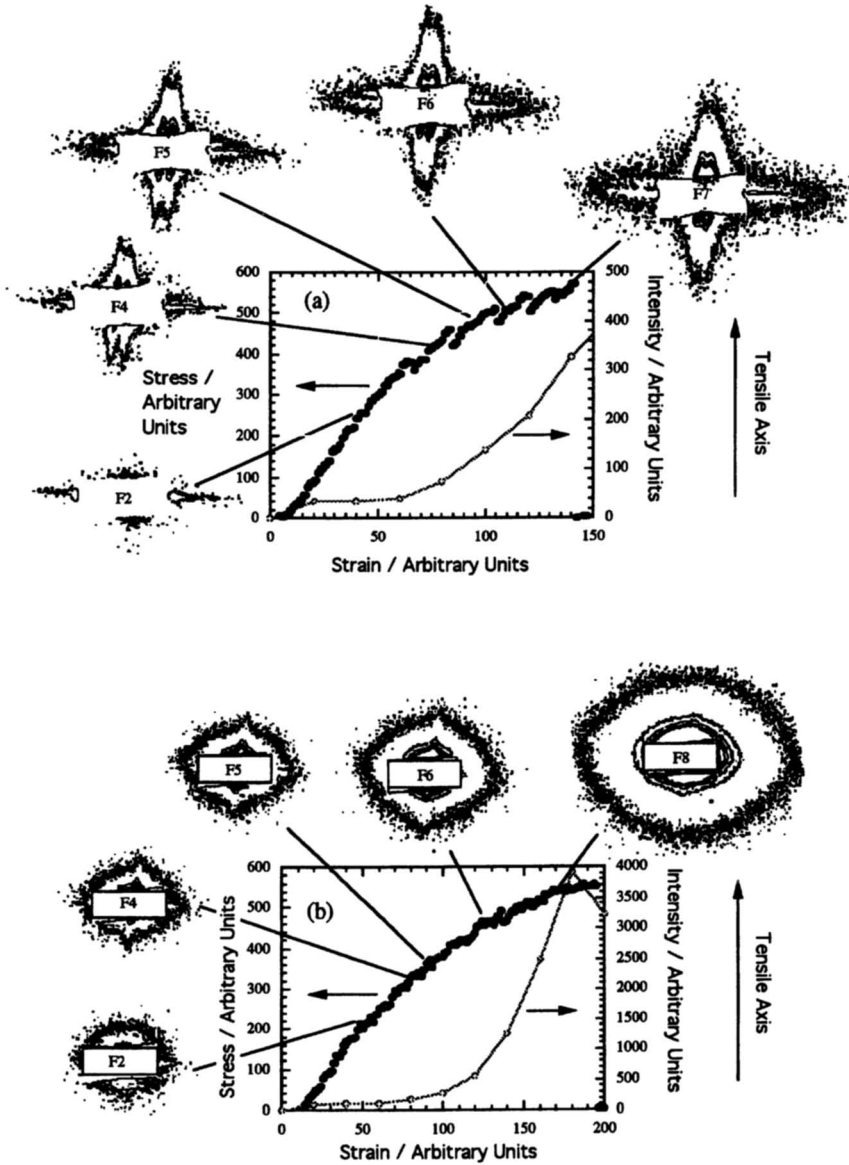 F6
F5
F7
F4
F2
(a)
600
500
400
300
200
100
0
Stress /
Arbitrary
Units
500
400
300
200
100
0
Intensity / Arbitrary Units
Tensile Axis
0
50
100
150
Strain / Arbitrary Units
F5
F6
F8
F4
F2
(b)
600
500
400
300
200
100
0
Stress / Arbitrary Units
4000
3500
3000
2500
2000
1500
1000
500
0
Intensity / Arbitrary Units
Tensile Axis
0
50
100
150
200
Strain / Arbitrary Units